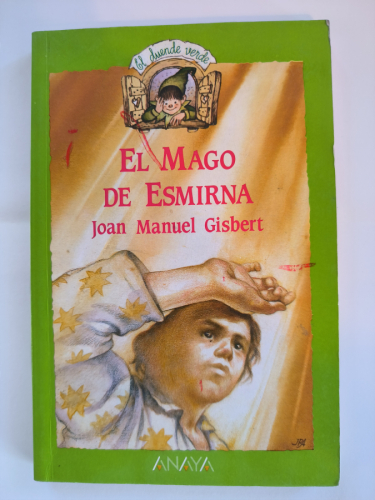 El duende verde
EL MAGO
DE ESMIRNA
Joan Manuel Gisbert
ANAYA